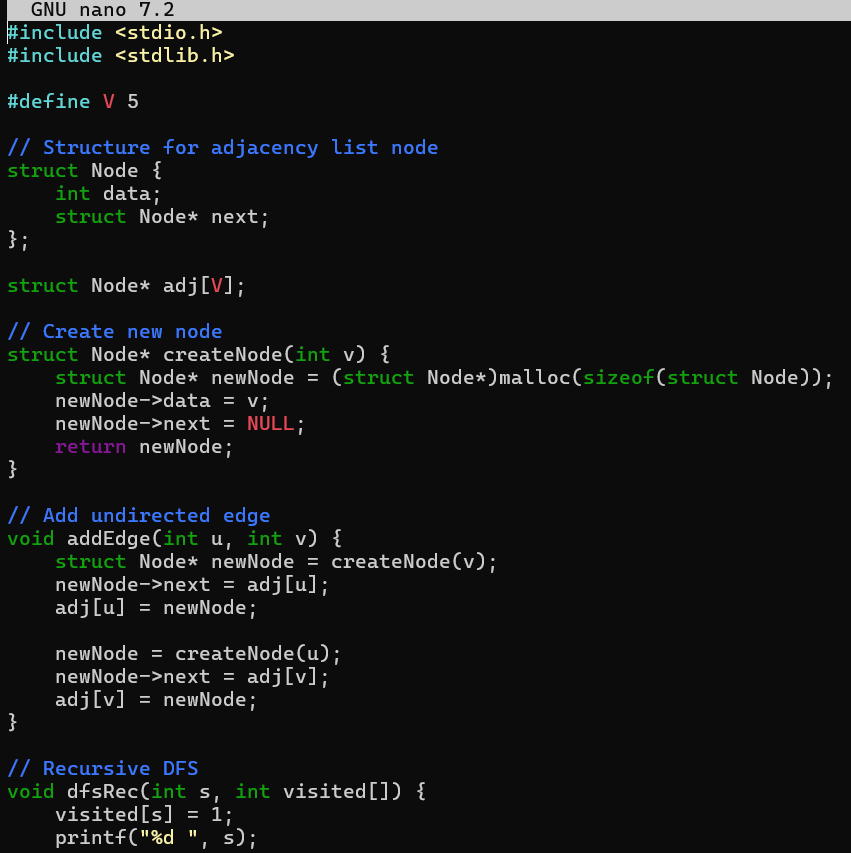 GNU nano 7.2
#include <stdio.h>
#include <stdlib.h>

#define V 5

// Structure for adjacency list node
struct Node {
    int data;
    struct Node* next;
};

struct Node* adj[V];

// Create new node
struct Node* createNode(int v) {
    struct Node* newNode = (struct Node*)malloc(sizeof(struct Node));
    newNode->data = v;
    newNode->next = NULL;
    return newNode;
}

// Add undirected edge
void addEdge(int u, int v) {
    struct Node* newNode = createNode(v);
    newNode->next = adj[u];
    adj[u] = newNode;

    newNode = createNode(u);
    newNode->next = adj[v];
    adj[v] = newNode;
}

// Recursive DFS
void dfsRec(int s, int visited[]) {
    visited[s] = 1;
    printf("%d ", s);